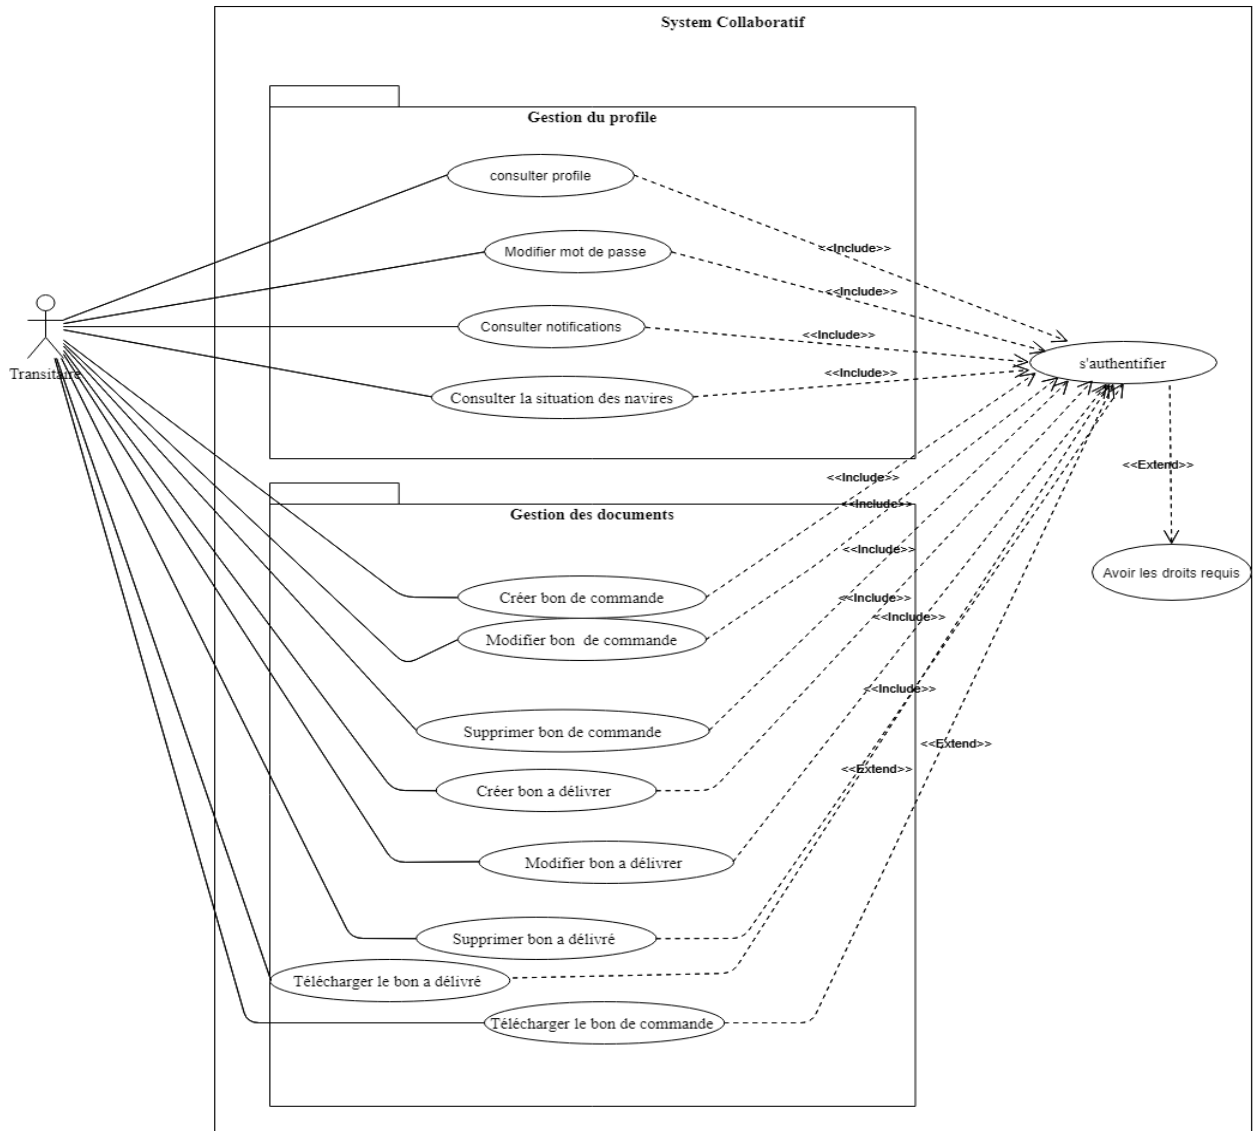 System Collaboratif
Gestion du profile
consulter profile
<<Include>>
Modifier mot de passe
<<Include>>
Consulter notifications
<<Include>>
s'authentifier
Transitaire
Consulter la situation des navires
<<Include>>
<<Extend>>
<<Include>>
<<Include>>
Gestion des documents
<<Include>>
Avoir les droits requis
Créer bon de commande
<<Include>>
<<Include>>
Modifier bon  de commande
<<Include>>
Supprimer bon de commande
<<Extend>>
<<Extend>>
Créer bon a délivrer
Modifier bon a délivrer
Supprimer bon a délivré
Télécharger le bon a délivré
Télécharger le bon de commande